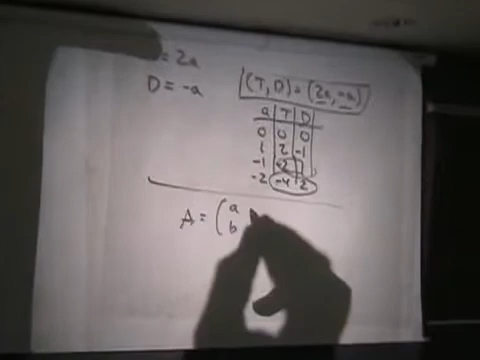 = 2a
D = -a
(T, D) = (2a, -a)
a T D
0 0 0
1 2 -1
-1 -2 1
-2 -4 2
A = ( a
b